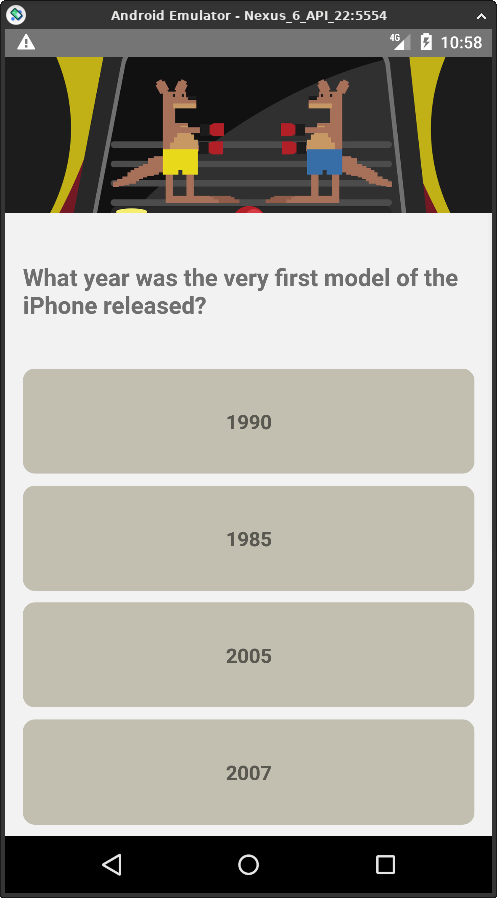 Android Emulator - Nexus_6_API_22:5554
4G 10:58
What year was the very first model of the
iPhone released?
1990
1985
2005
2007